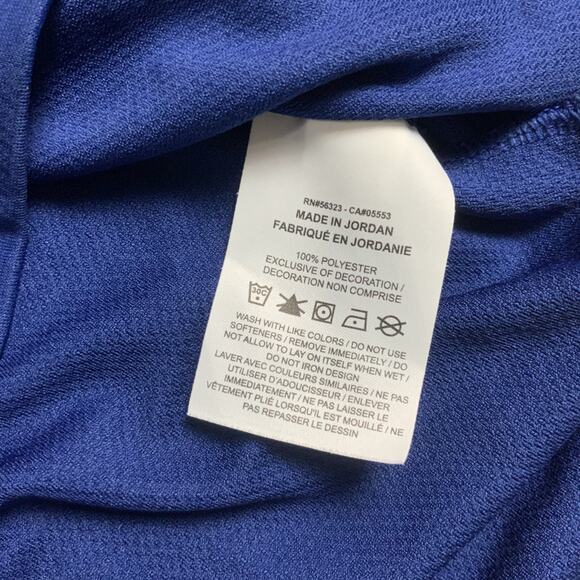 RN#56323 - CA#05553
MADE IN JORDAN
FABRIQUÉ EN JORDANIE
100% POLYESTER
EXCLUSIVE OF DECORATION /
DECORATION NON COMPRISE
30C
WASH WITH LIKE COLORS / DO NOT USE
SOFTENERS / REMOVE IMMEDIATELY / DO
NOT ALLOW TO LAY ON ITSELF WHEN WET /
DO NOT IRON DESIGN
LAVER AVEC COULEURS SIMILAIRES / NE PAS
UTILISER D'ADOUCISSEUR / ENLEVER
IMMEDIATEMENT / NE PAS LAISSER LE
VÊTEMENT PLIÉ LORSQU'IL EST MOUILLÉ / NE
PAS REPASSER LE DESSIN